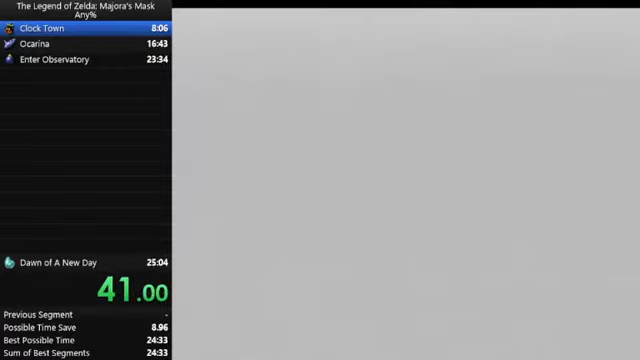 The Legend of Zelda: Majora's Mask
Any%
Clock Town 8:06
Ocarina 16:43
Enter Observatory 23:34
Dawn of A New Day 25:04
41.00
Previous Segment -
Possible Time Save 8.96
Best Possible Time 24:33
Sum of Best Segments 24:33